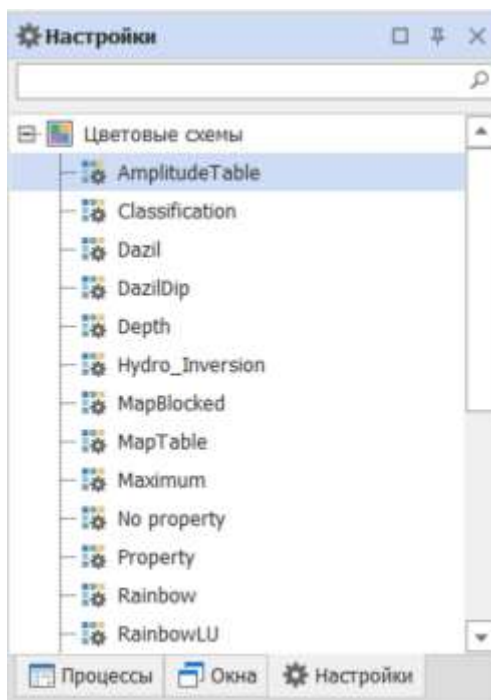 Настройки
Цветовые схемы
AmplitudeTable
Classification
Dazil
DazilDip
Depth
Hydro_Inversion
MapBlocked
MapTable
Maximum
No property
Property
Rainbow
RainbowLU
Процессы Окна Настройки